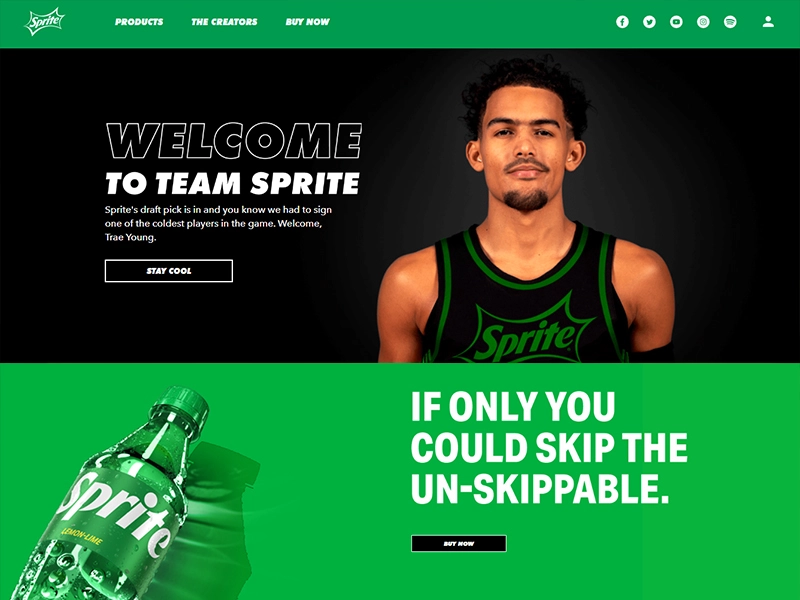 Sprite
PRODUCTS THE CREATORS BUY NOW
WELCOME
TO TEAM SPRITE
Sprite's draft pick is in and you know we had to sign
one of the coldest players in the game. Welcome,
Trae Young.
STAY COOL
Sprite
IF ONLY YOU
COULD SKIP THE
UN-SKIPPABLE.
BUY NOW
Sprite
LEMON-LIME